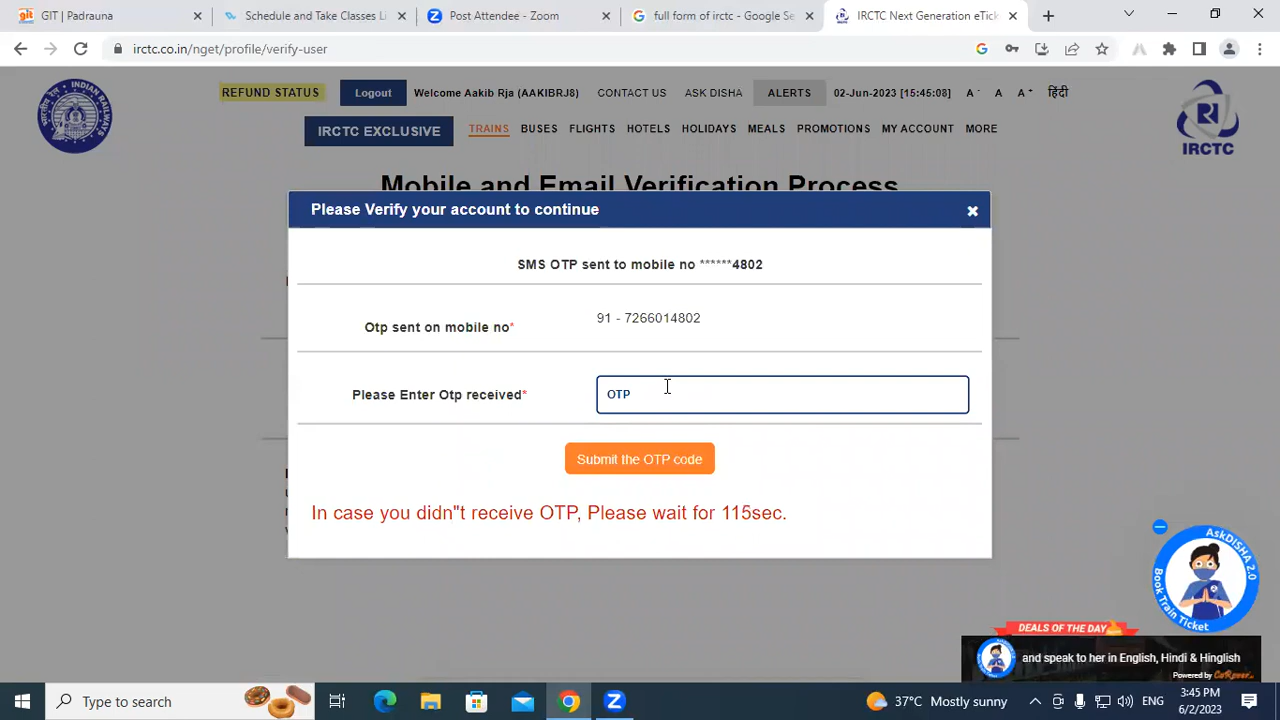 GIT | Padrauna
Schedule and Take Classes Li
Post Attendee - Zoom
full form of irctc - Google Se
IRCTC Next Generation eTick
irctc.co.in/nget/profile/verify-user
REFUND STATUS
Logout
Welcome Aakib Rja (AAKIBRJ8)
CONTACT US
ASK DISHA
ALERTS
02-Jun-2023 [15:45:08]
A-
A
A+
हिंदी
IRCTC EXCLUSIVE
TRAINS
BUSES
FLIGHTS
HOTELS
HOLIDAYS
MEALS
PROMOTIONS
MY ACCOUNT
MORE
INDIAN RAILWAYS
IRCTC
Mobile and Email Verification Process
Please Verify your account to continue
SMS OTP sent to mobile no ******4802
Otp sent on mobile no*
91 - 7266014802
Please Enter Otp received*
OTP
Submit the OTP code
In case you didn"t receive OTP, Please wait for 115sec.
AskDISHA 2.0
Book Train Ticket
DEALS OF THE DAY
and speak to her in English, Hindi & Hinglish
Powered by CoRover
Type to search
37°C Mostly sunny
ENG
3:45 PM
6/2/2023